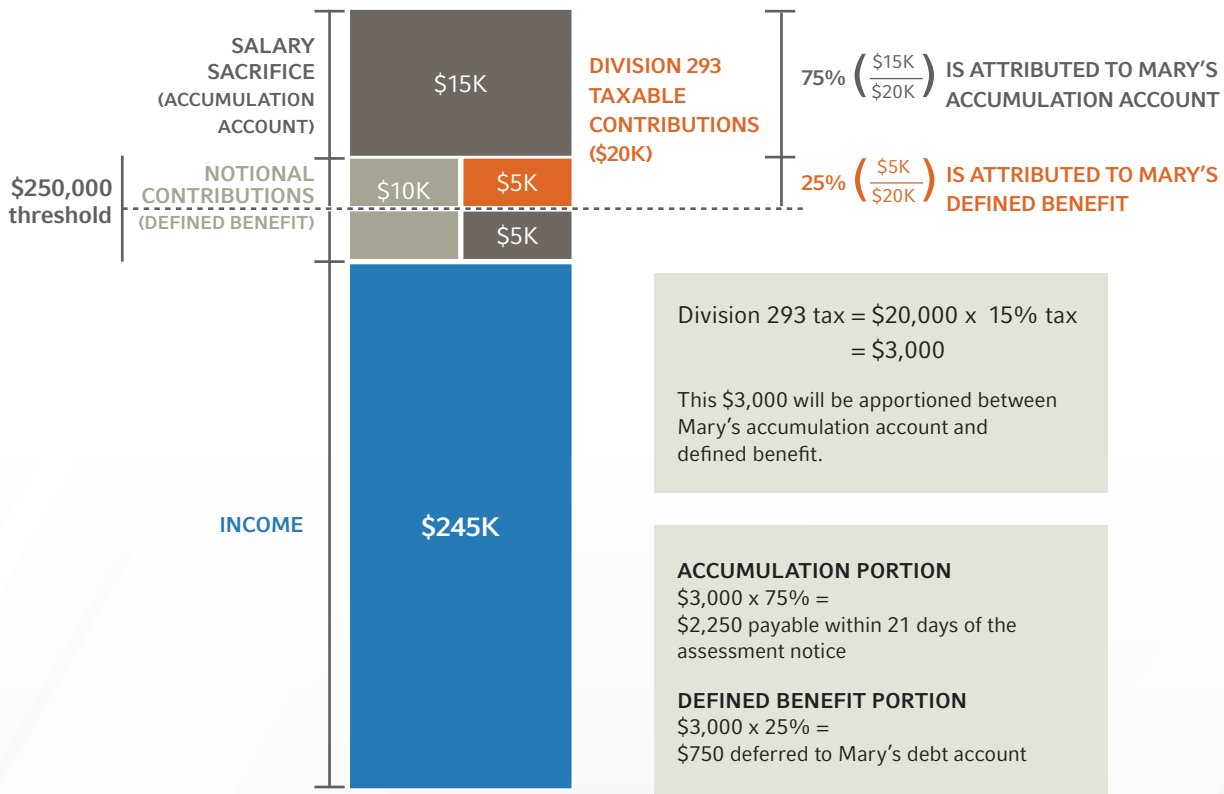 SALARY
SACRIFICE
(ACCUMULATION
ACCOUNT)
$15K
DIVISION 293
TAXABLE
CONTRIBUTIONS
($20K)
75% ( $15K / $20K ) IS ATTRIBUTED TO MARY’S
ACCUMULATION ACCOUNT
$250,000
threshold
NOTIONAL
CONTRIBUTIONS
(DEFINED BENEFIT)
$10K
$5K
$5K
25% ( $5K / $20K ) IS ATTRIBUTED TO MARY’S
DEFINED BENEFIT
INCOME
$245K
Division 293 tax = $20,000 x 15% tax
= $3,000
This $3,000 will be apportioned between
Mary’s accumulation account and
defined benefit.
ACCUMULATION PORTION
$3,000 x 75% =
$2,250 payable within 21 days of the
assessment notice
DEFINED BENEFIT PORTION
$3,000 x 25% =
$750 deferred to Mary’s debt account